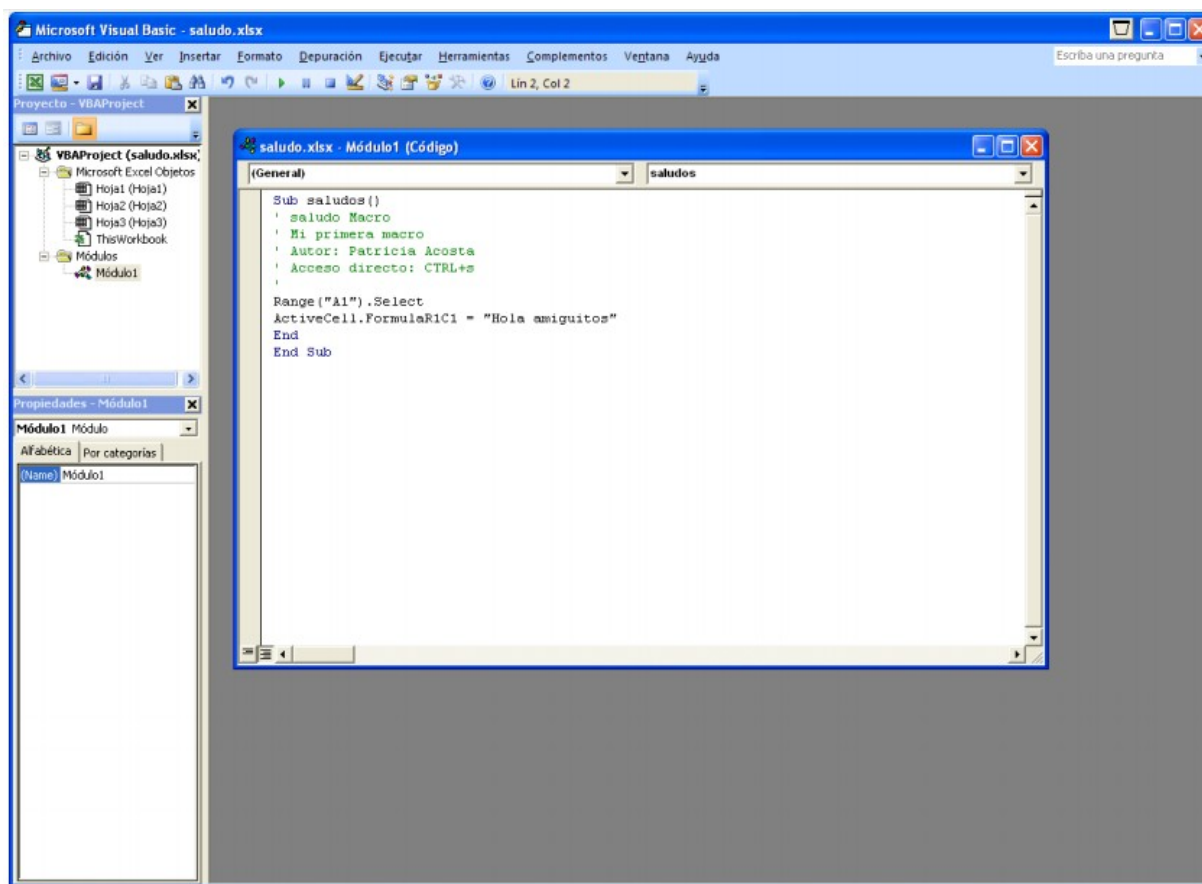 Microsoft Visual Basic - saludo.xlsx
Archivo Edición Ver Insertar Formato Depuración Ejecutar Herramientas Complementos Ventana Ayuda
Escriba una pregunta
Lín 2, Col 2
Proyecto - VBAProject
VBAProject (saludo.xlsx)
Microsoft Excel Objetos
Hoja1 (Hoja1)
Hoja2 (Hoja2)
Hoja3 (Hoja3)
ThisWorkbook
Módulos
Módulo1
Propiedades - Módulo1
Módulo1 Módulo
Alfabética Por categorías
(Name) Módulo1
saludo.xlsx - Módulo1 (Código)
(General) saludos
Sub saludos()
' saludo Macro
' Mi primera macro
' Autor: Patricia Acosta
' Acceso directo: CTRL+s
'
Range("A1").Select
ActiveCell.FormulaR1C1 = "Hola amiguitos"
End
End Sub